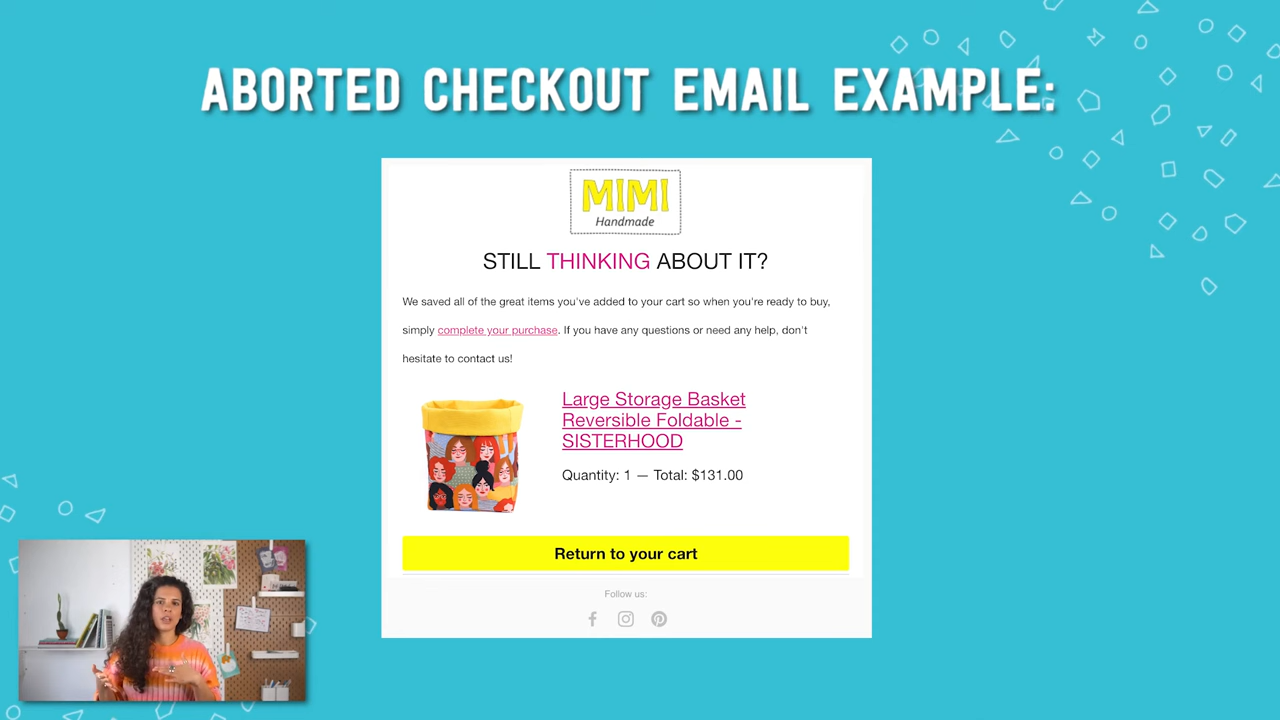 ABORTED CHECKOUT EMAIL EXAMPLE:
MIMI
Handmade
STILL THINKING ABOUT IT?
We saved all of the great items you've added to your cart so when you're ready to buy,
simply complete your purchase. If you have any questions or need any help, don't
hesitate to contact us!
Large Storage Basket
Reversible Foldable -
SISTERHOOD
Quantity: 1 — Total: $131.00
Return to your cart
Follow us: